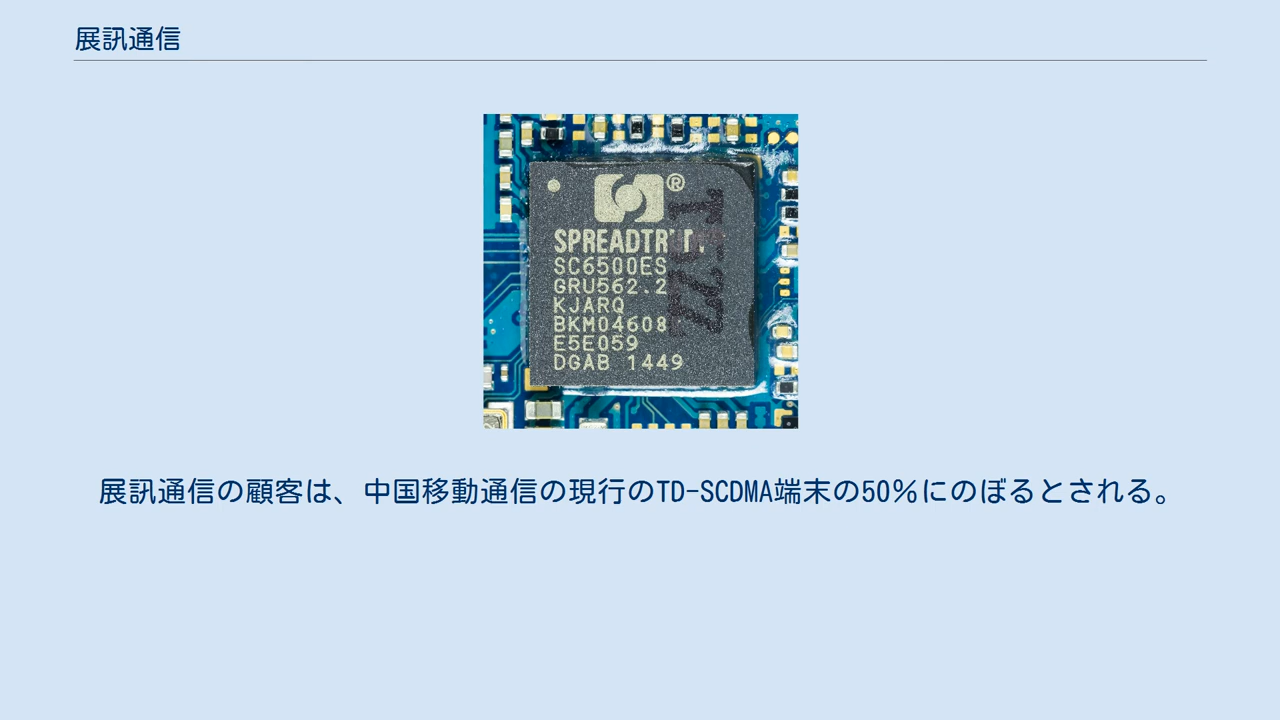 展訊通信
®
SC6500ES
GRU562.2
KJARQ
BKM04608
E5E059
DGAB 1449
展訊通信の顧客は、中国移動通信の現行のTD-SCDMA端末の50％にのぼるとされる。